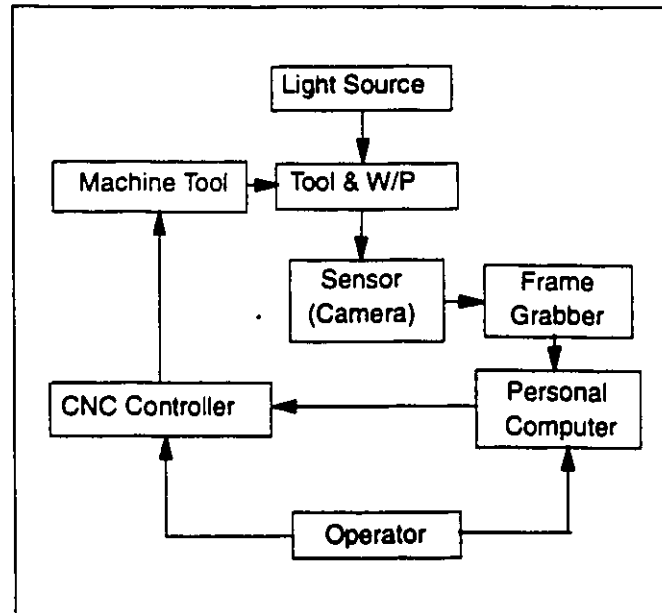 Light Source
Machine Tool
Tool & W/P
Sensor
(Camera)
Frame
Grabber
CNC Controller
Personal
Computer
Operator